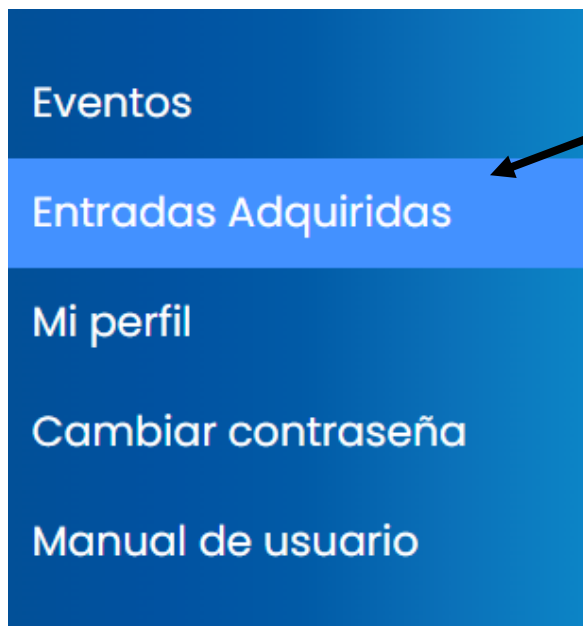 Eventos
Entradas Adquiridas
Mi perfil
Cambiar contraseña
Manual de usuario